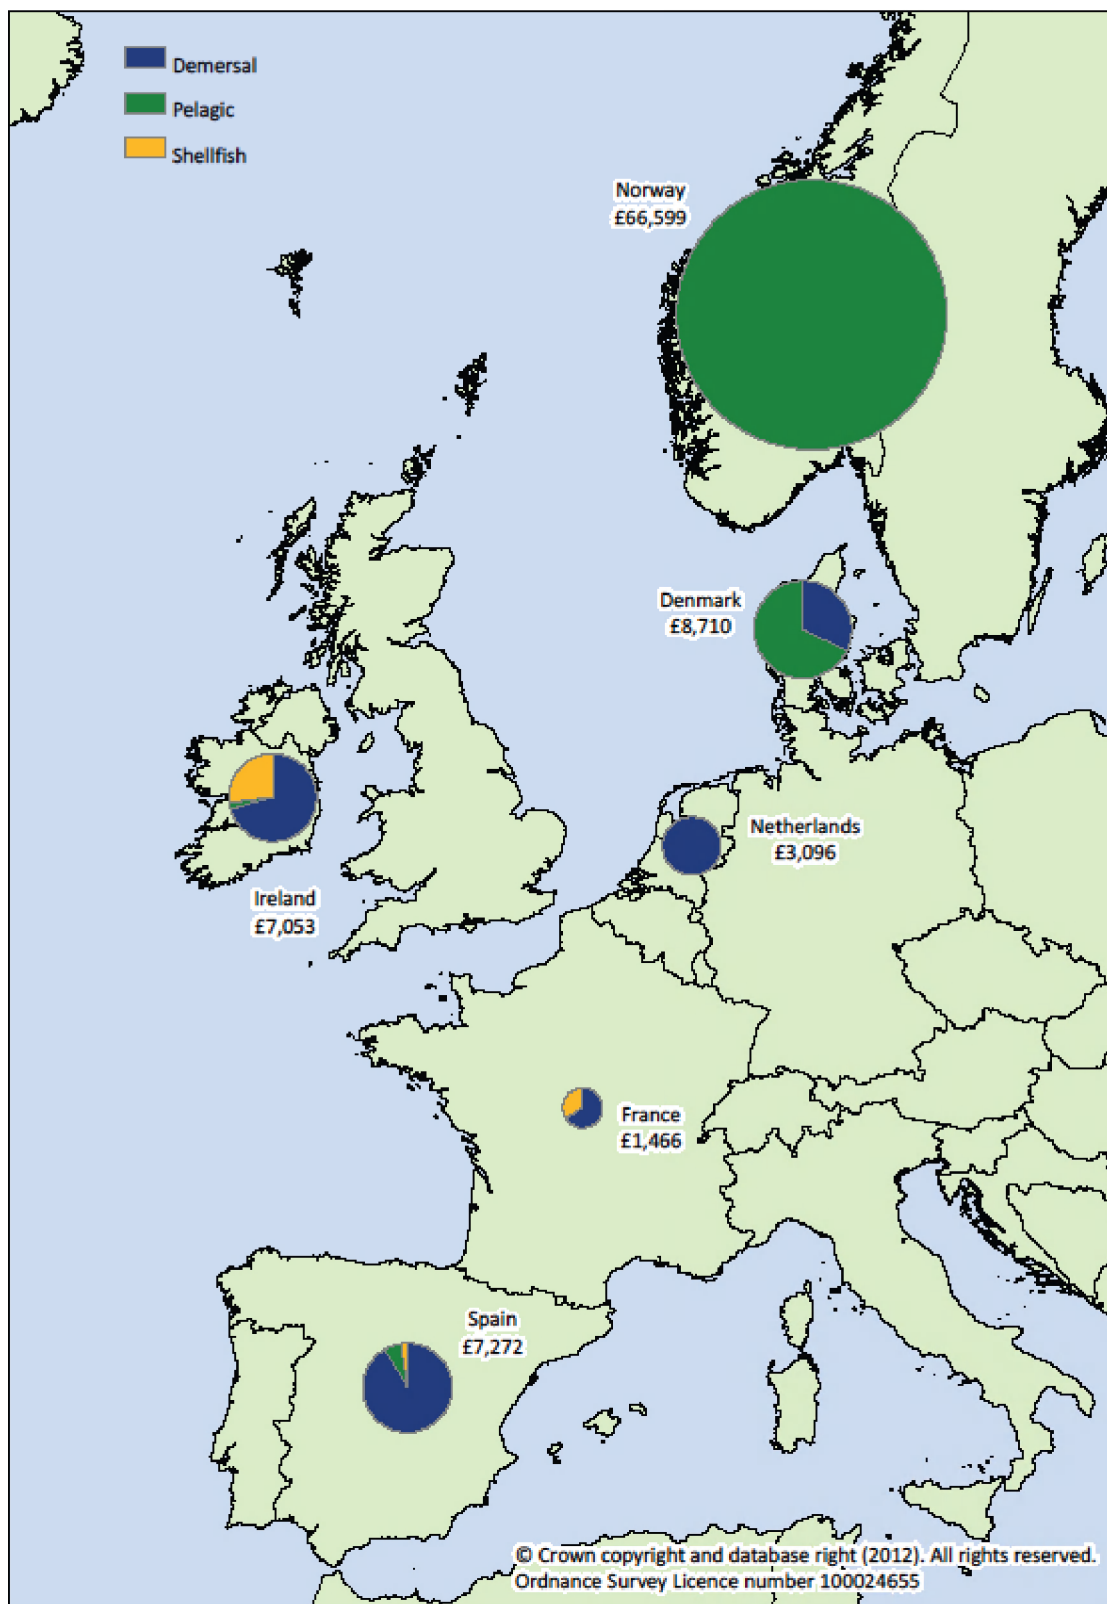 Demersal
Pelagic
Shellfish
Norway
£66,599
Denmark
£8,710
Netherlands
£3,096
Ireland
£7,053
France
£1,466
Spain
£7,272
© Crown copyright and database right (2012). All rights reserved.
Ordnance Survey Licence number 100024655